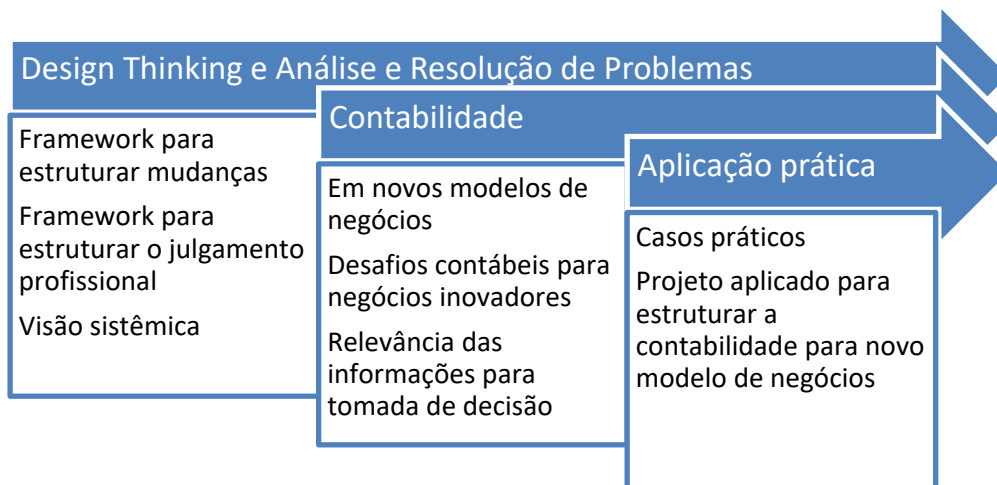 Design Thinking e Análise e Resolução de Problemas
Framework para
estruturar mudanças
Framework para
estruturar o julgamento
profissional
Visão sistêmica
Contabilidade
Em novos modelos de
negócios
Desafios contábeis para
negócios inovadores
Relevância das
informações para
tomada de decisão
Aplicação prática
Casos práticos
Projeto aplicado para
estruturar a
contabilidade para novo
modelo de negócios